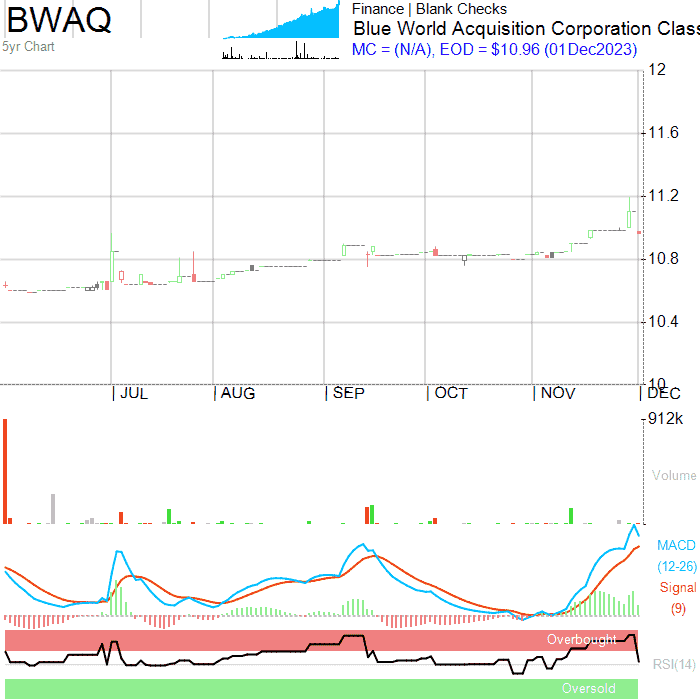 BWAQ
5yr Chart
Finance | Blank Checks
Blue World Acquisition Corporation Class
MC = (N/A), EOD = $10.96 (01Dec2023)
12
11.6
11.2
10.8
10.4
10
JUL
AUG
SEP
OCT
NOV
DEC
912k
Volume
MACD
(12-26)
Signal
(9)
Overbought
RSI(14)
Oversold